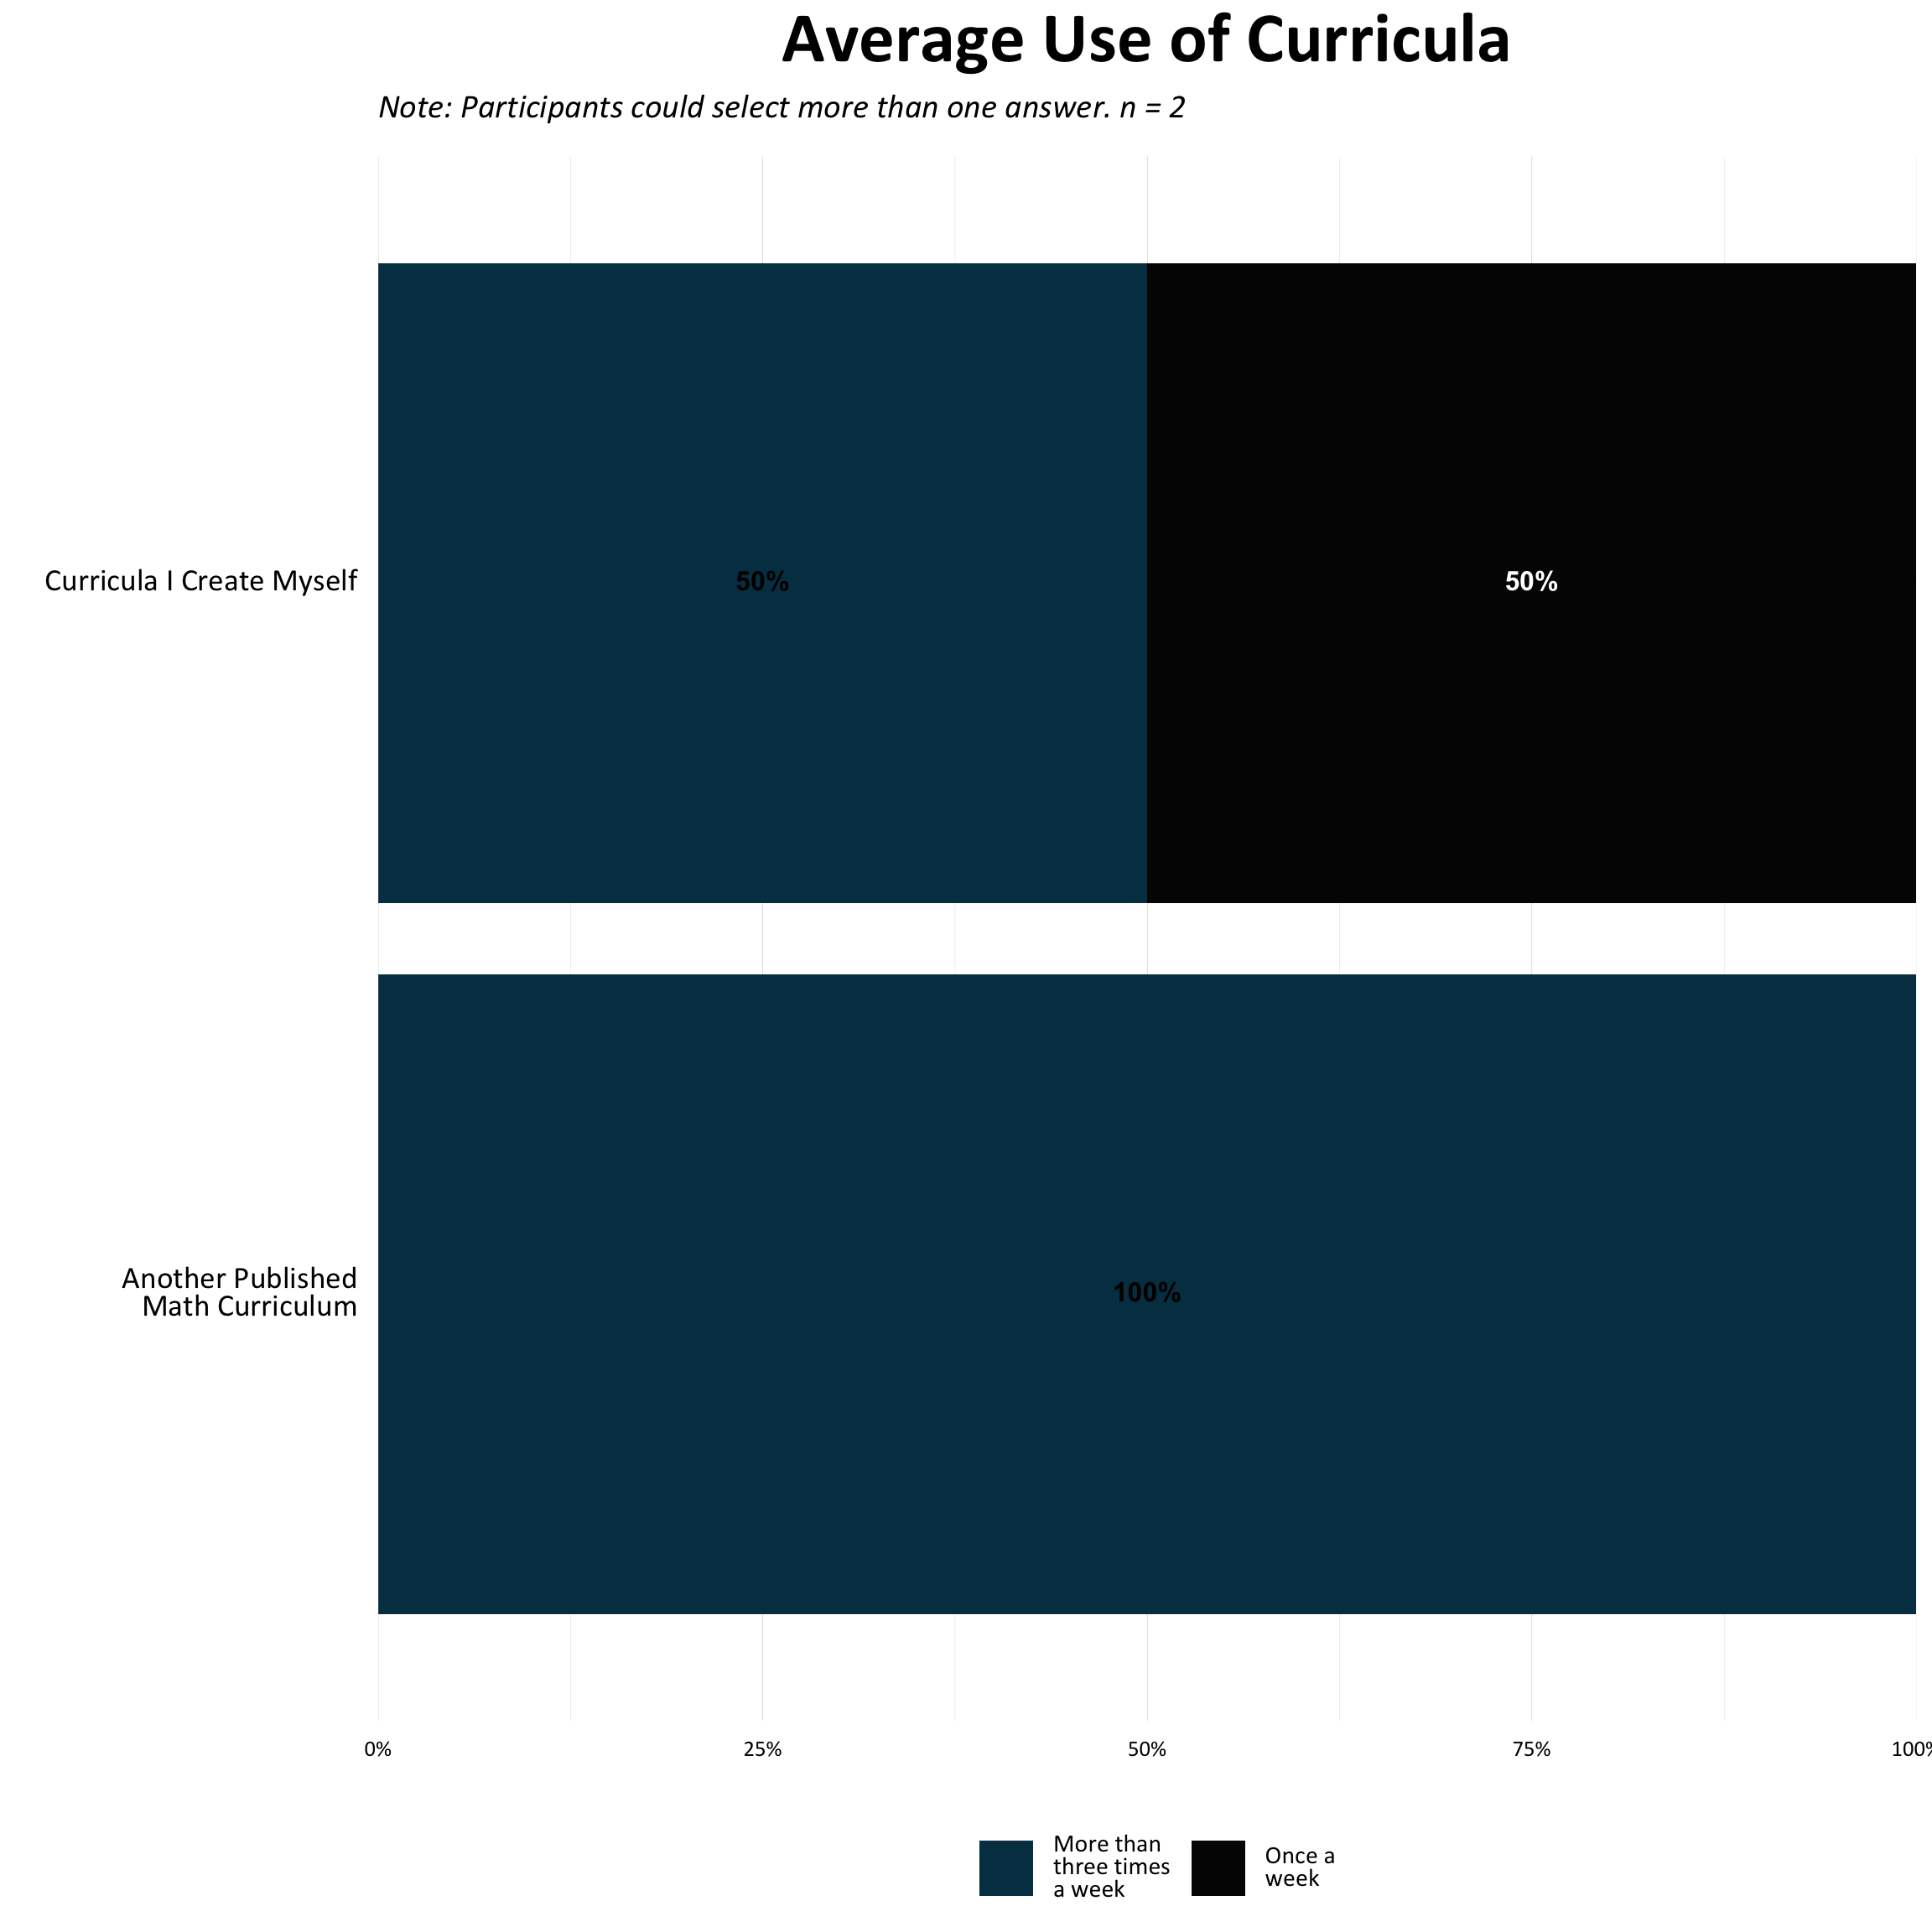 Average Use of Curricula
Note: Participants could select more than one answer. n = 2
Curricula I Create Myself
50%
50%
Another Published
Math Curriculum
100%
0%
25%
50%
75%
100%
More than
three times
a week
Once a
week